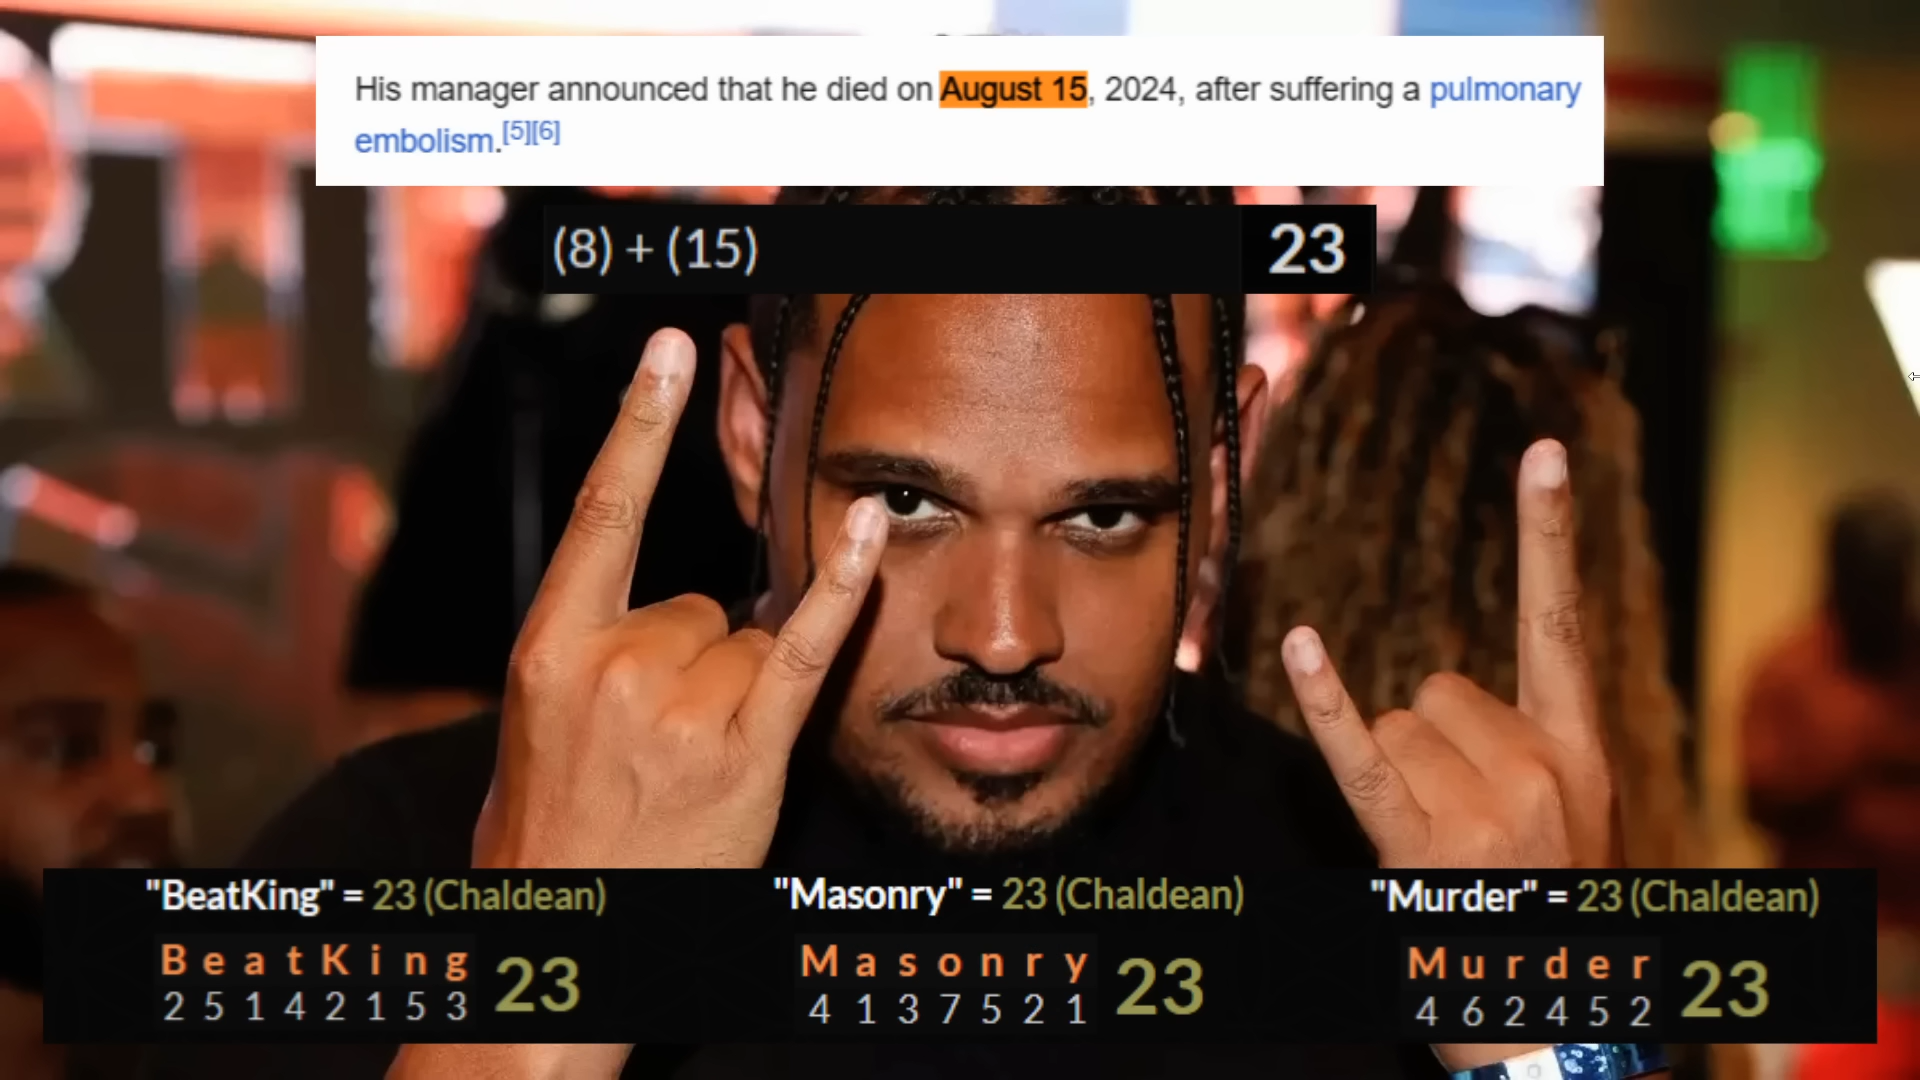 His manager announced that he died on August 15, 2024, after suffering a pulmonary
embolism.[5][6]
(8) + (15) 23
"BeatKing" = 23 (Chaldean)
B e a t K i n g 23
2 5 1 4 2 1 5 3
"Masonry" = 23 (Chaldean)
M a s o n r y 23
4 1 3 7 5 2 1
"Murder" = 23 (Chaldean)
M u r d e r 23
4 6 2 4 5 2